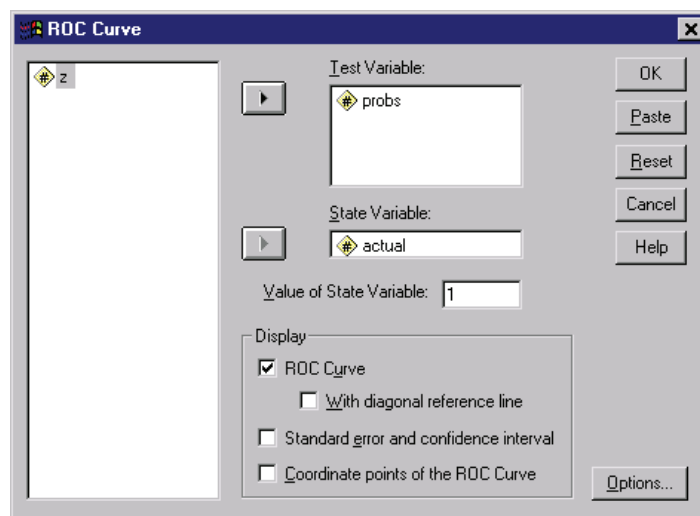 ROC Curve
z
Test Variable:
probs
State Variable:
actual
Value of State Variable: 1
Display
ROC Curve
With diagonal reference line
Standard error and confidence interval
Coordinate points of the ROC Curve
OK
Paste
Reset
Cancel
Help
Options...